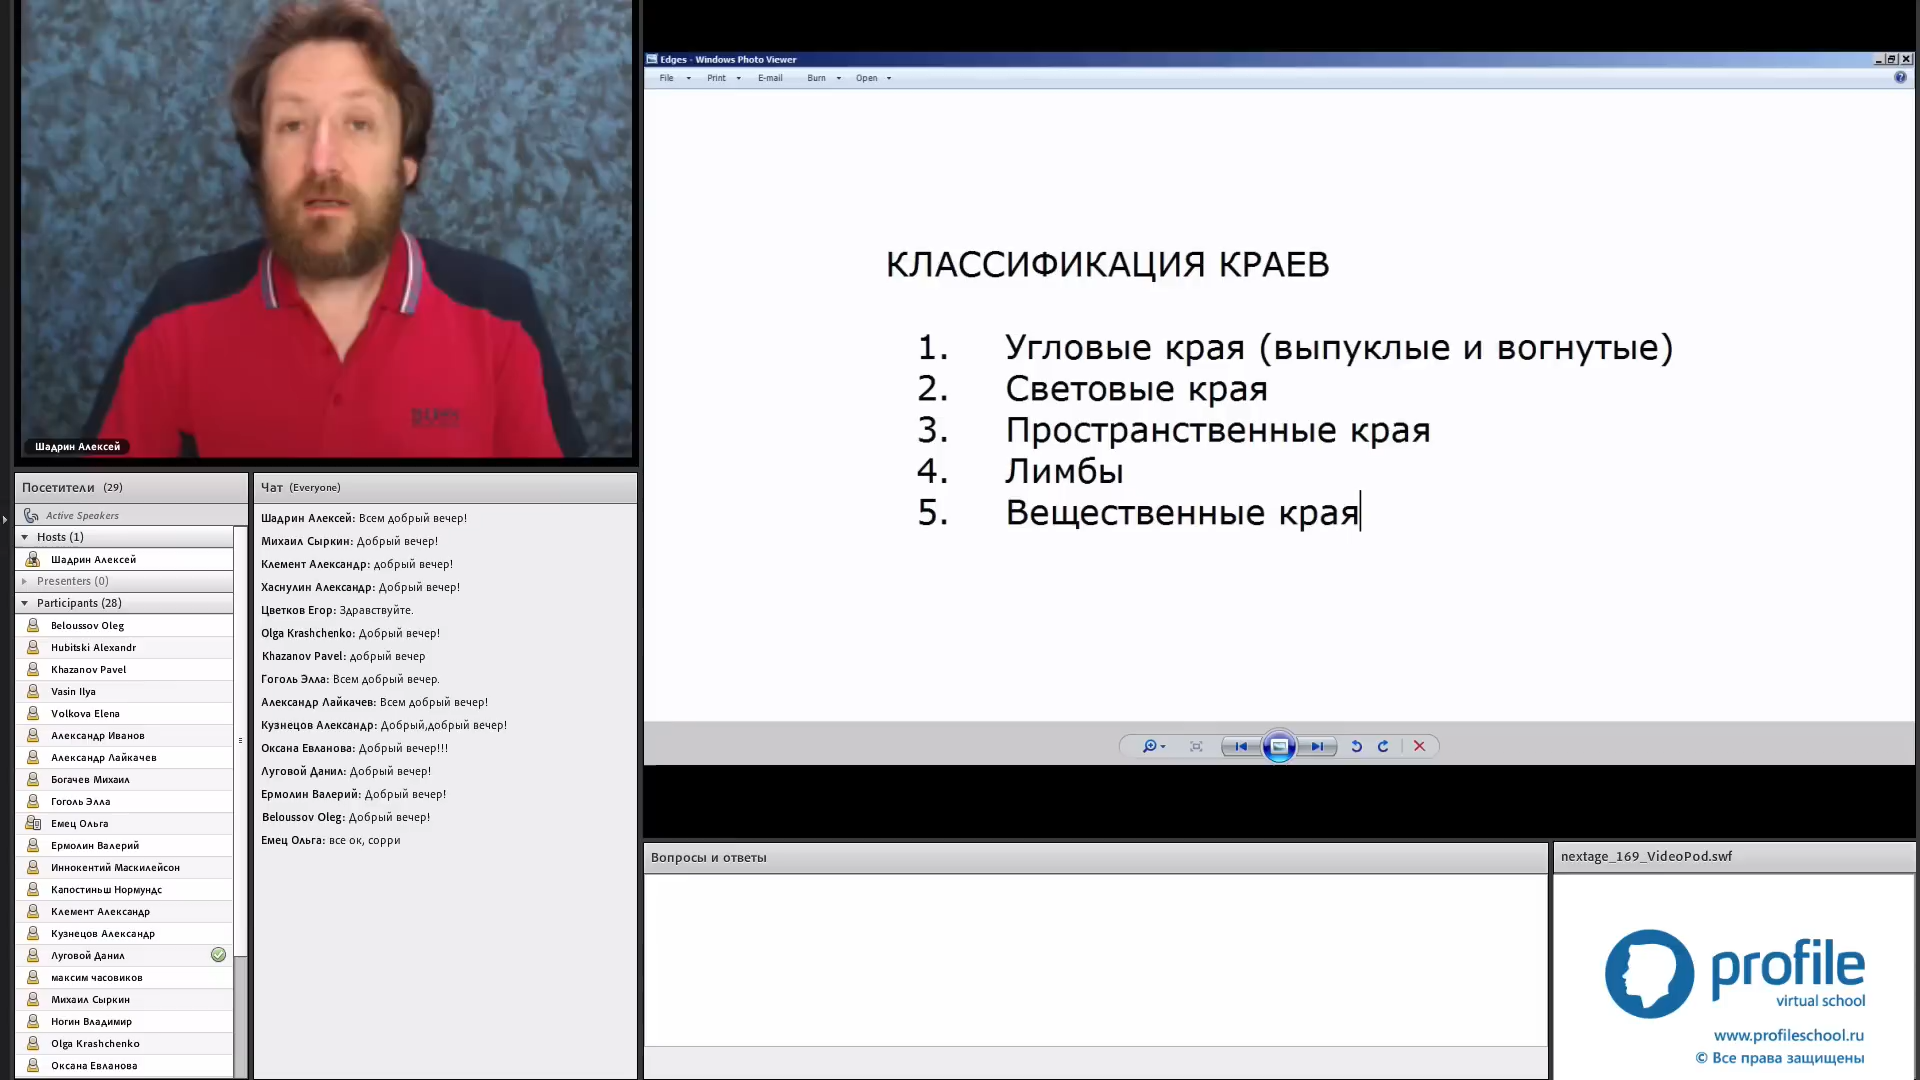 Шадрин Алексей
Посетители (29)
Active Speakers
Hosts (1)
Шадрин Алексей
Presenters (0)
Participants (28)
Beloussov Oleg
Hubitski Alexandr
Khazanov Pavel
Vasin Ilya
Volkova Elena
Александр Иванов
Александр Лайкачев
Богачев Михаил
Гоголь Элла
Емец Ольга
Ермолин Валерий
Иннокентий Маскилейсон
Капостиньш Нормундс
Клемент Александр
Кузнецов Александр
Луговой Данил
максим часовиков
Михаил Сыркин
Ногин Владимир
Olga Krashchenko
Оксана Евланова
Чат (Everyone)
Шадрин Алексей: Всем добрый вечер!
Михаил Сыркин: Добрый вечер!
Клемент Александр: добрый вечер!
Хаснулин Александр: Добрый вечер!
Цветков Егор: Здравствуйте.
Olga Krashchenko: Добрый вечер!
Khazanov Pavel: добрый вечер
Гоголь Элла: Всем добрый вечер.
Александр Лайкачев: Всем добрый вечер!
Кузнецов Александр: Добрый,добрый вечер!
Оксана Евланова: Добрый вечер!!!
Луговой Данил: Добрый вечер!
Ермолин Валерий: Добрый вечер!
Beloussov Oleg: Добрый вечер!
Емец Ольга: все ок, сорри
Edges - Windows Photo Viewer
File Print E-mail Burn Open
КЛАССИФИКАЦИЯ КРАЕВ
1. Угловые края (выпуклые и вогнутые)
2. Световые края
3. Пространственные края
4. Лимбы
5. Вещественные края
Вопросы и ответы
nextage_169_VideoPod.swf
profile
virtual school
www.profileschool.ru
© Все права защищены